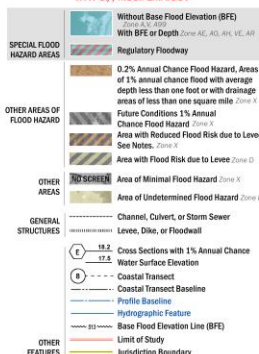 Without Base Flood Elevation (BFE)
Zone A, V, A99
With BFE or Depth Zone AE, AO, AH, VE, AR
SPECIAL FLOOD
HAZARD AREAS
Regulatory Floodway
0.2% Annual Chance Flood Hazard, Areas
of 1% annual chance flood with average
depth less than one foot or with drainage
areas of less than one square mile Zone X
Future Conditions 1% Annual
Chance Flood Hazard Zone X
OTHER AREAS OF
FLOOD HAZARD
Area with Reduced Flood Risk due to Levee
See Notes. Zone X
Area with Flood Risk due to Levee Zone D
NO SCREEN Area of Minimal Flood Hazard Zone X
OTHER
AREAS
Area of Undetermined Flood Hazard Zone
GENERAL
STRUCTURES
Channel, Culvert, or Storm Sewer
Levee, Dike, or Floodwall
E 18.2 Cross Sections with 1% Annual Chance
17.5 Water Surface Elevation
8 Coastal Transect
Coastal Transect Baseline
Profile Baseline
Hydrographic Feature
513 Base Flood Elevation Line (BFE)
OTHER
FEATURES
Limit of Study
Jurisdiction Boundary